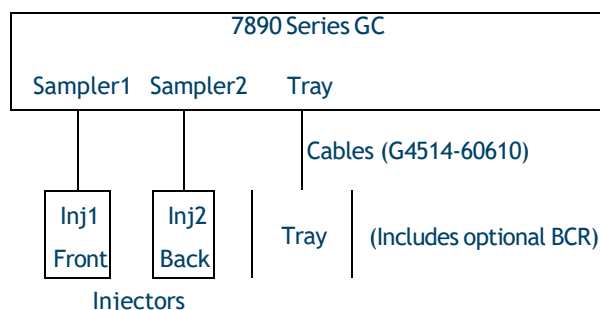 7890 Series GC
Sampler1 Sampler2 Tray
Cables (G4514-60610)
Inj1 Inj2
Tray (Includes optional BCR)
Front Back
Injectors